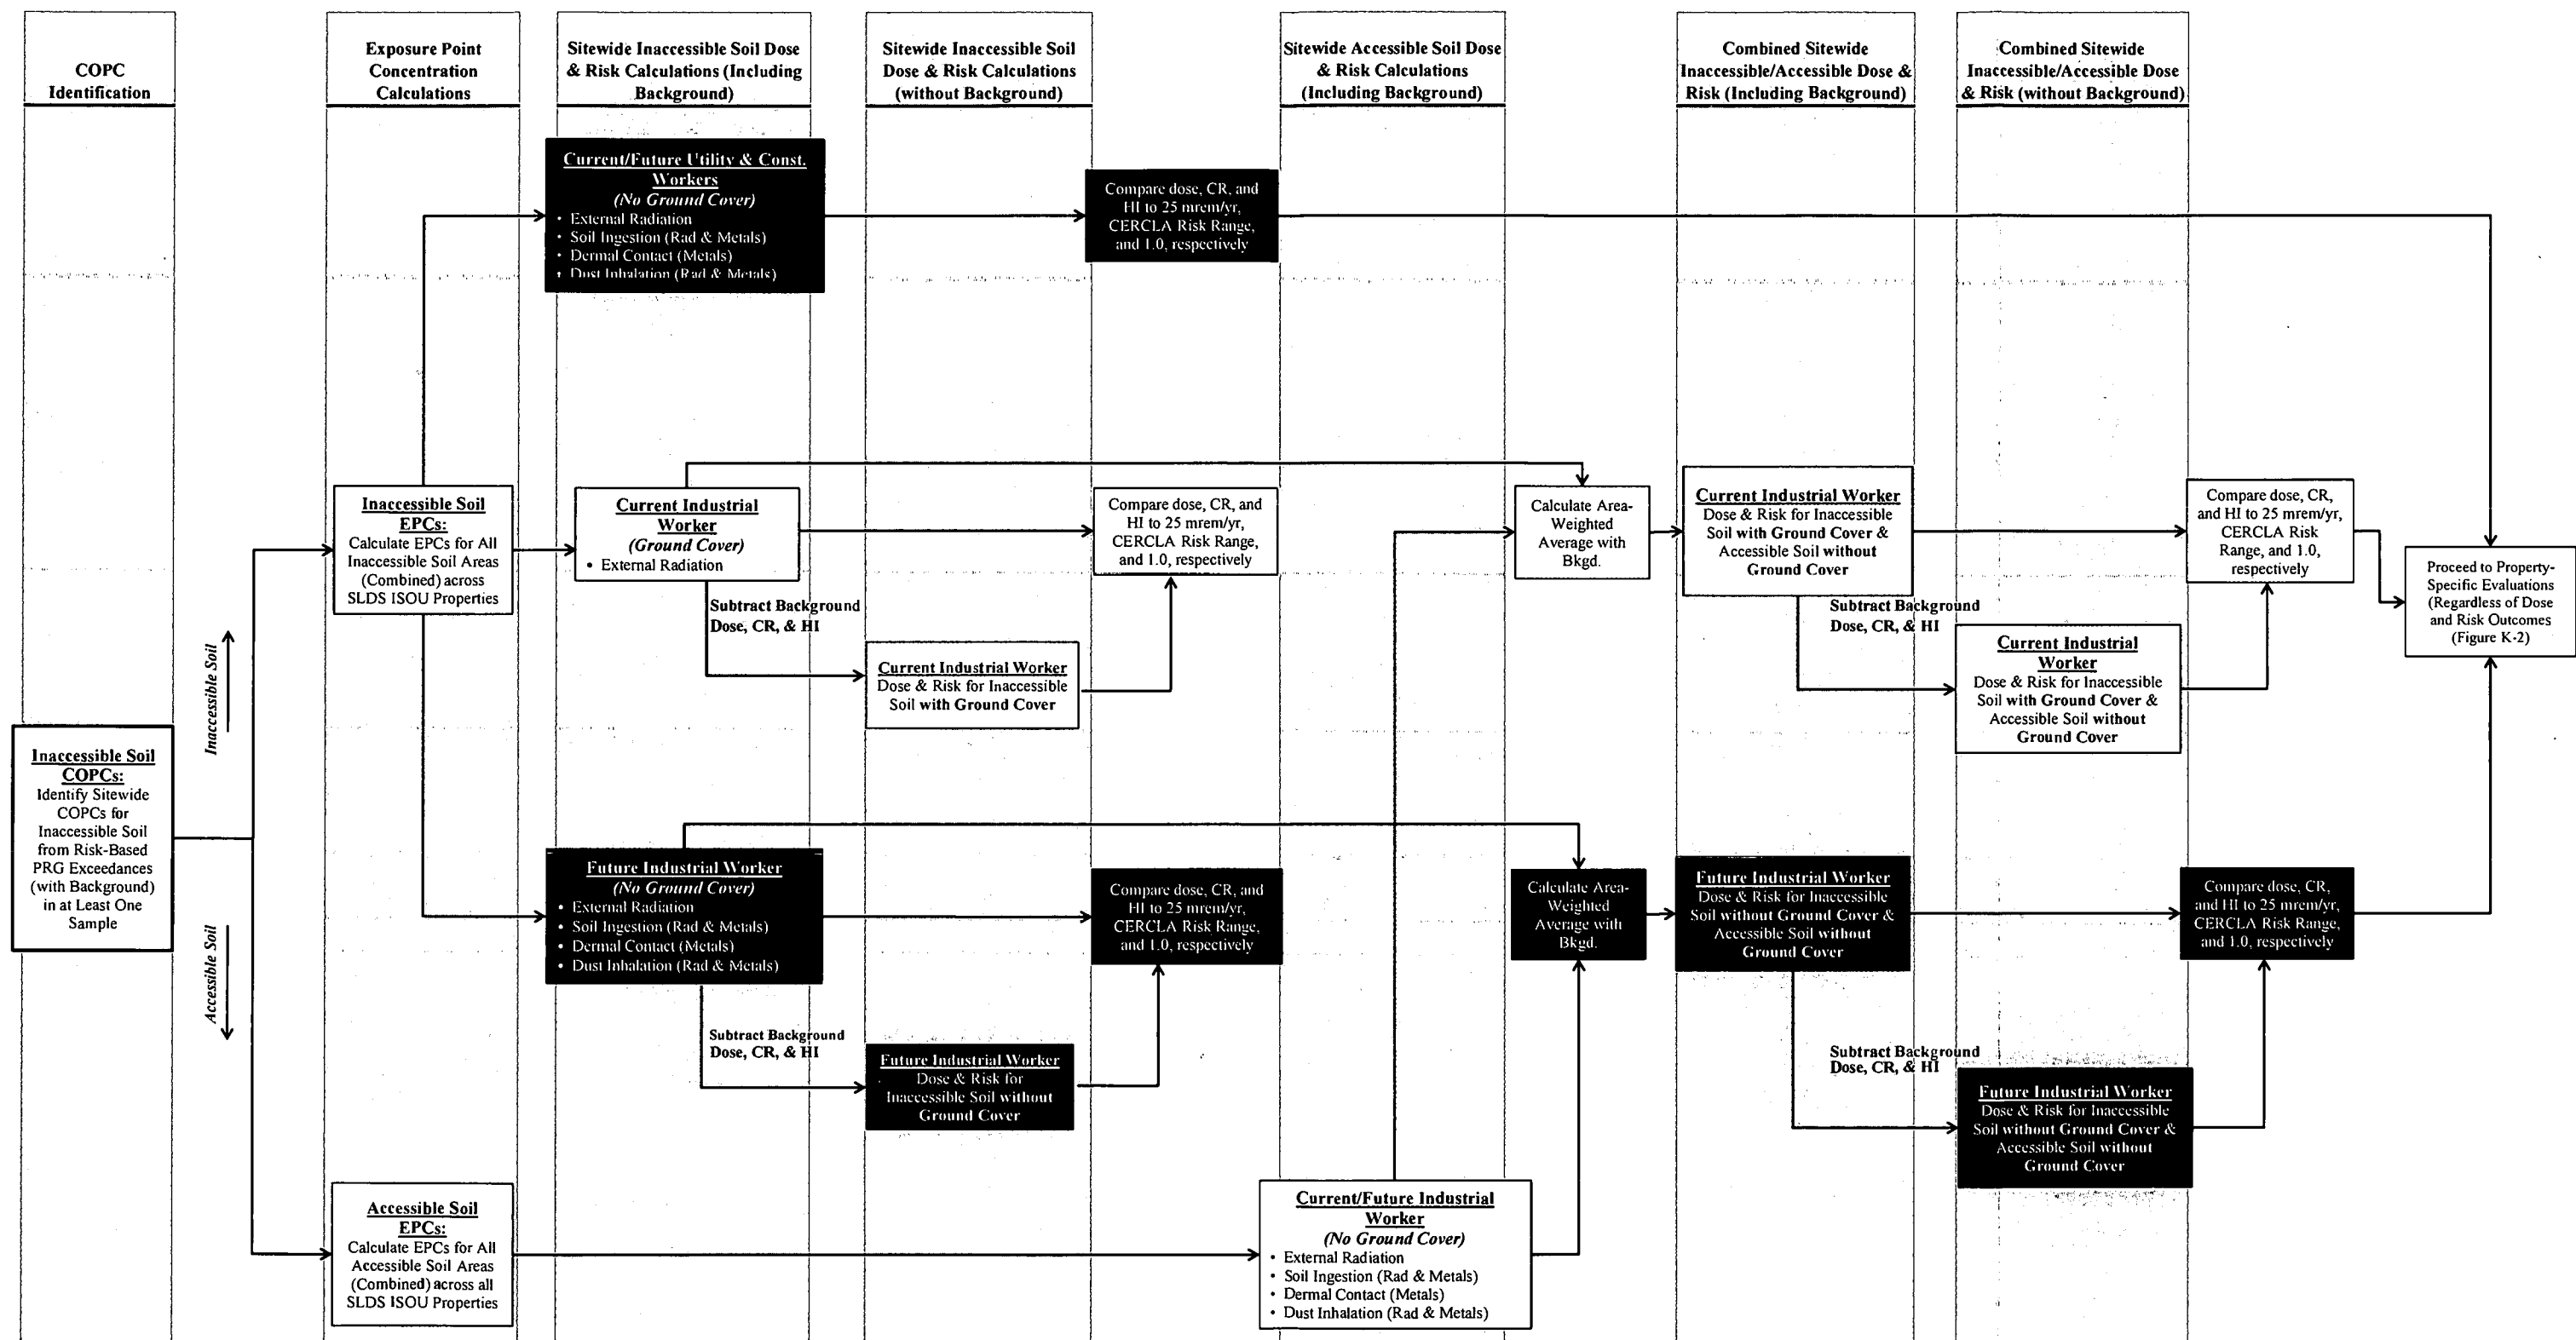 COPC
Identification
Exposure Point
Concentration
Calculations
Sitewide Inaccessible Soil Dose
& Risk Calculations (Including
Background)
Sitewide Inaccessible Soil
Dose & Risk Calculations
(without Background)
Sitewide Accessible Soil Dose
& Risk Calculations
(Including Background)
Combined Sitewide
Inaccessible/Accessible Dose &
Risk (Including Background)
Combined Sitewide
Inaccessible/Accessible Dose
& Risk (without Background)
Current/Future Utility & Const.
Workers
(No Ground Cover)
• External Radiation
• Soil Ingestion (Rad & Metals)
• Dermal Contact (Metals)
• Dust Inhalation (Rad & Metals)
Compare dose, CR, and
HI to 25 mrem/yr,
CERCLA Risk Range,
and 1.0, respectively
Inaccessible Soil
EPCs:
Calculate EPCs for All
Inaccessible Soil Areas
(Combined) across
SLDS ISOU Properties
Current Industrial
Worker
(Ground Cover)
• External Radiation
Compare dose, CR, and
HI to 25 mrem/yr,
CERCLA Risk Range,
and 1.0, respectively
Calculate Area-
Weighted
Average with
Bkgd.
Current Industrial Worker
Dose & Risk for Inaccessible
Soil with Ground Cover &
Accessible Soil without
Ground Cover
Compare dose, CR,
and HI to 25 mrem/yr,
CERCLA Risk
Range, and 1.0,
respectively
Proceed to Property-
Specific Evaluations
(Regardless of Dose
and Risk Outcomes
(Figure K-2)
Subtract Background
Dose, CR, & HI
Subtract Background
Dose, CR, & HI
Current Industrial Worker
Dose & Risk for Inaccessible
Soil with Ground Cover
Current Industrial
Worker
Dose & Risk for Inaccessible
Soil with Ground Cover &
Accessible Soil without
Ground Cover
Inaccessible Soil
Inaccessible Soil
COPCs:
Identify Sitewide
COPCs for
Inaccessible Soil
from Risk-Based
PRG Exceedances
(with Background)
in at Least One
Sample
Accessible Soil
Future Industrial Worker
(No Ground Cover)
• External Radiation
• Soil Ingestion (Rad & Metals)
• Dermal Contact (Metals)
• Dust Inhalation (Rad & Metals)
Compare dose, CR, and
HI to 25 mrem/yr,
CERCLA Risk Range,
and 1.0, respectively
Calculate Area-
Weighted
Average with
Bkgd.
Future Industrial Worker
Dose & Risk for Inaccessible
Soil without Ground Cover &
Accessible Soil without
Ground Cover
Compare dose, CR,
and HI to 25 mrem/yr,
CERCLA Risk Range,
and 1.0, respectively
Subtract Background
Dose, CR, & HI
Subtract Background
Dose, CR, & HI
Future Industrial Worker
Dose & Risk for
Inaccessible Soil without
Ground Cover
Future Industrial Worker
Dose & Risk for Inaccessible
Soil without Ground Cover &
Accessible Soil without
Ground Cover
Accessible Soil
EPCs:
Calculate EPCs for All
Accessible Soil Areas
(Combined) across all
SLDS ISOU Properties
Current/Future Industrial
Worker
(No Ground Cover)
• External Radiation
• Soil Ingestion (Rad & Metals)
• Dermal Contact (Metals)
• Dust Inhalation (Rad & Metals)